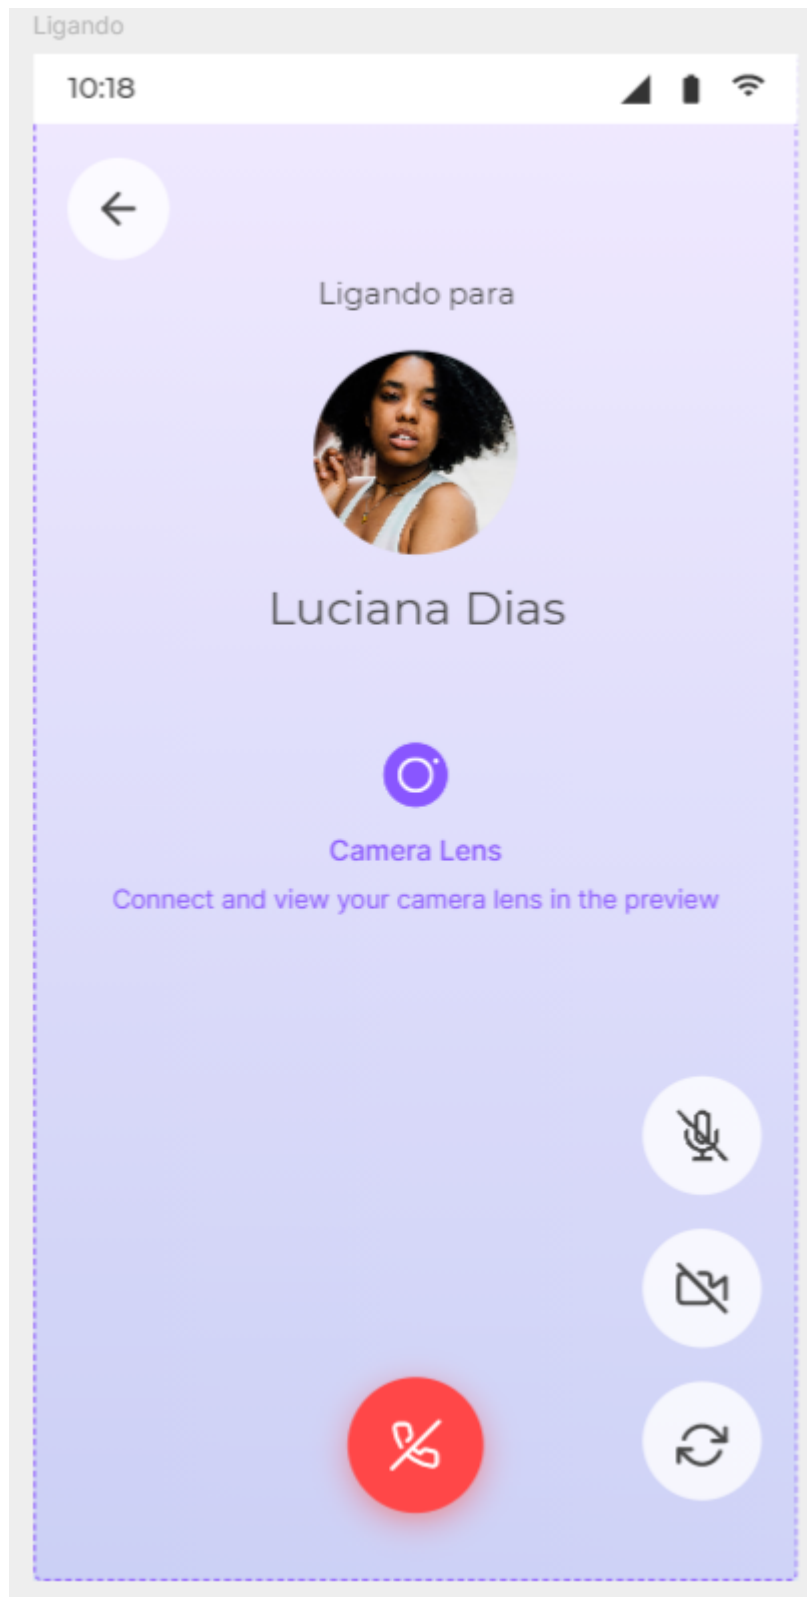 Ligando
10:18
Ligando para
Luciana Dias
Camera Lens
Connect and view your camera lens in the preview